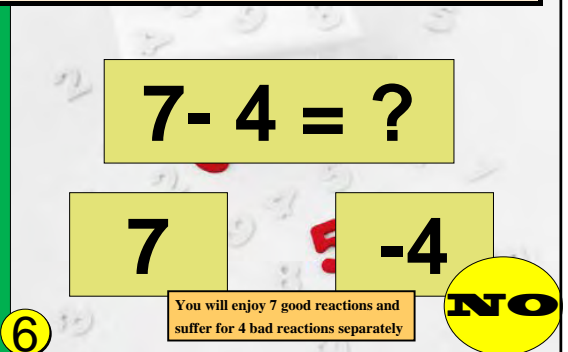 7- 4 = ?
7
-4
You will enjoy 7 good reactions and
suffer for 4 bad reactions separately
NO
6